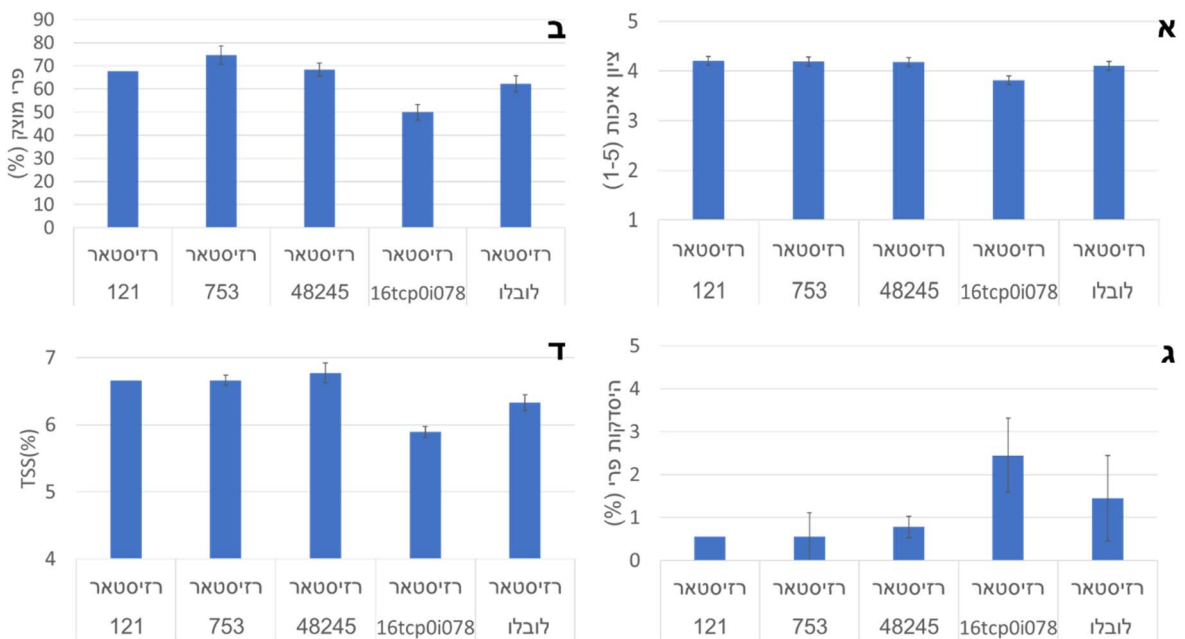 א
ציון איכות (1-5)
5
4
3
2
1
רזיסטאר רזיסטאר רזיסטאר רזיסטאר רזיסטאר
121 753 48245 16tcp0i078 לובלו
ב
פרי מוצק (%)
90
80
70
60
50
40
30
20
10
0
רזיסטאר רזיסטאר רזיסטאר רזיסטאר רזיסטאר
121 753 48245 16tcp0i078 לובלו
ג
היסדקות פרי (%)
5
4
3
2
1
0
רזיסטאר רזיסטאר רזיסטאר רזיסטאר רזיסטאר
121 753 48245 16tcp0i078 לובלו
ד
TSS(%)
7
6
5
4
רזיסטאר רזיסטאר רזיסטאר רזיסטאר רזיסטאר
121 753 48245 16tcp0i078 לובלו